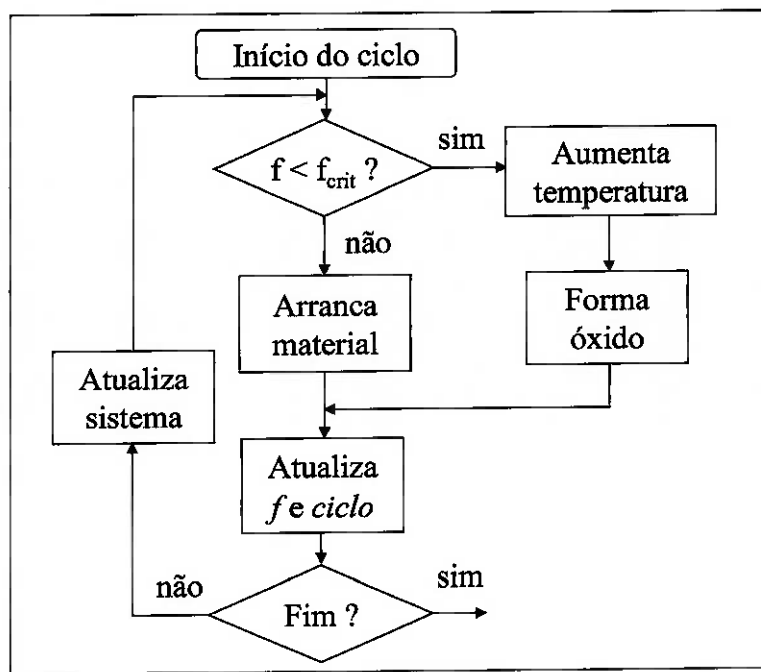 Início do ciclo
f < f_crit ?
sim
Aumenta
temperatura
não
Arranca
material
Forma
óxido
Atualiza
sistema
Atualiza
f e ciclo
não
sim
Fim ?